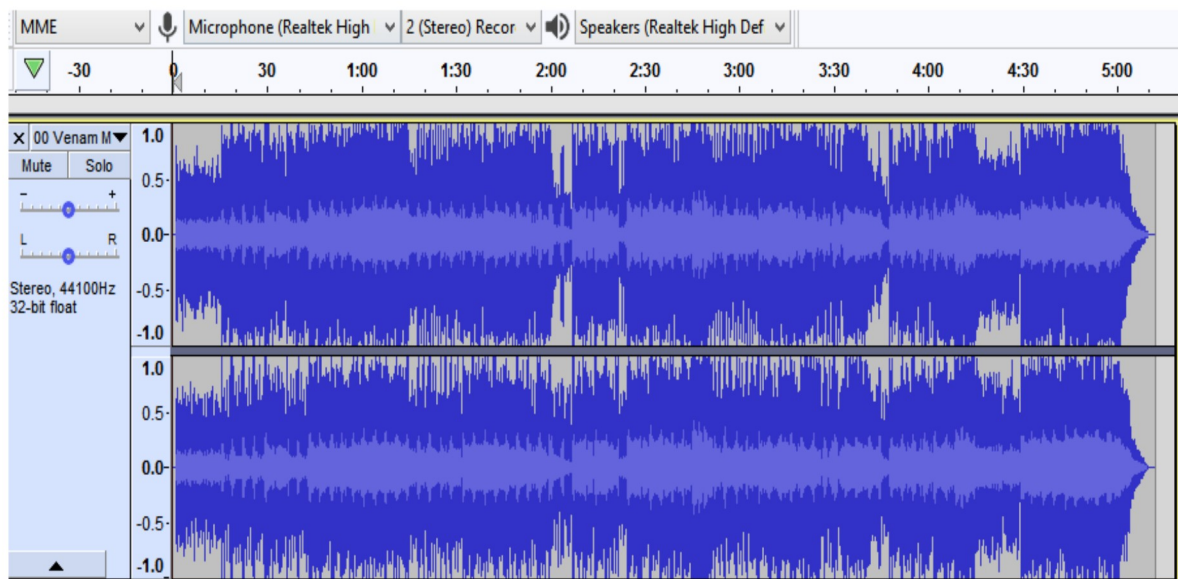 MME Microphone (Realtek High 2 (Stereo) Recor Speakers (Realtek High Def
-30 0 30 1:00 1:30 2:00 2:30 3:00 3:30 4:00 4:30 5:00
X 00 Venam M 1.0
Mute Solo
- + 0.5
0.0
L R
Stereo, 44100Hz -0.5
32-bit float
-1.0
1.0
0.5
0.0
-0.5
-1.0